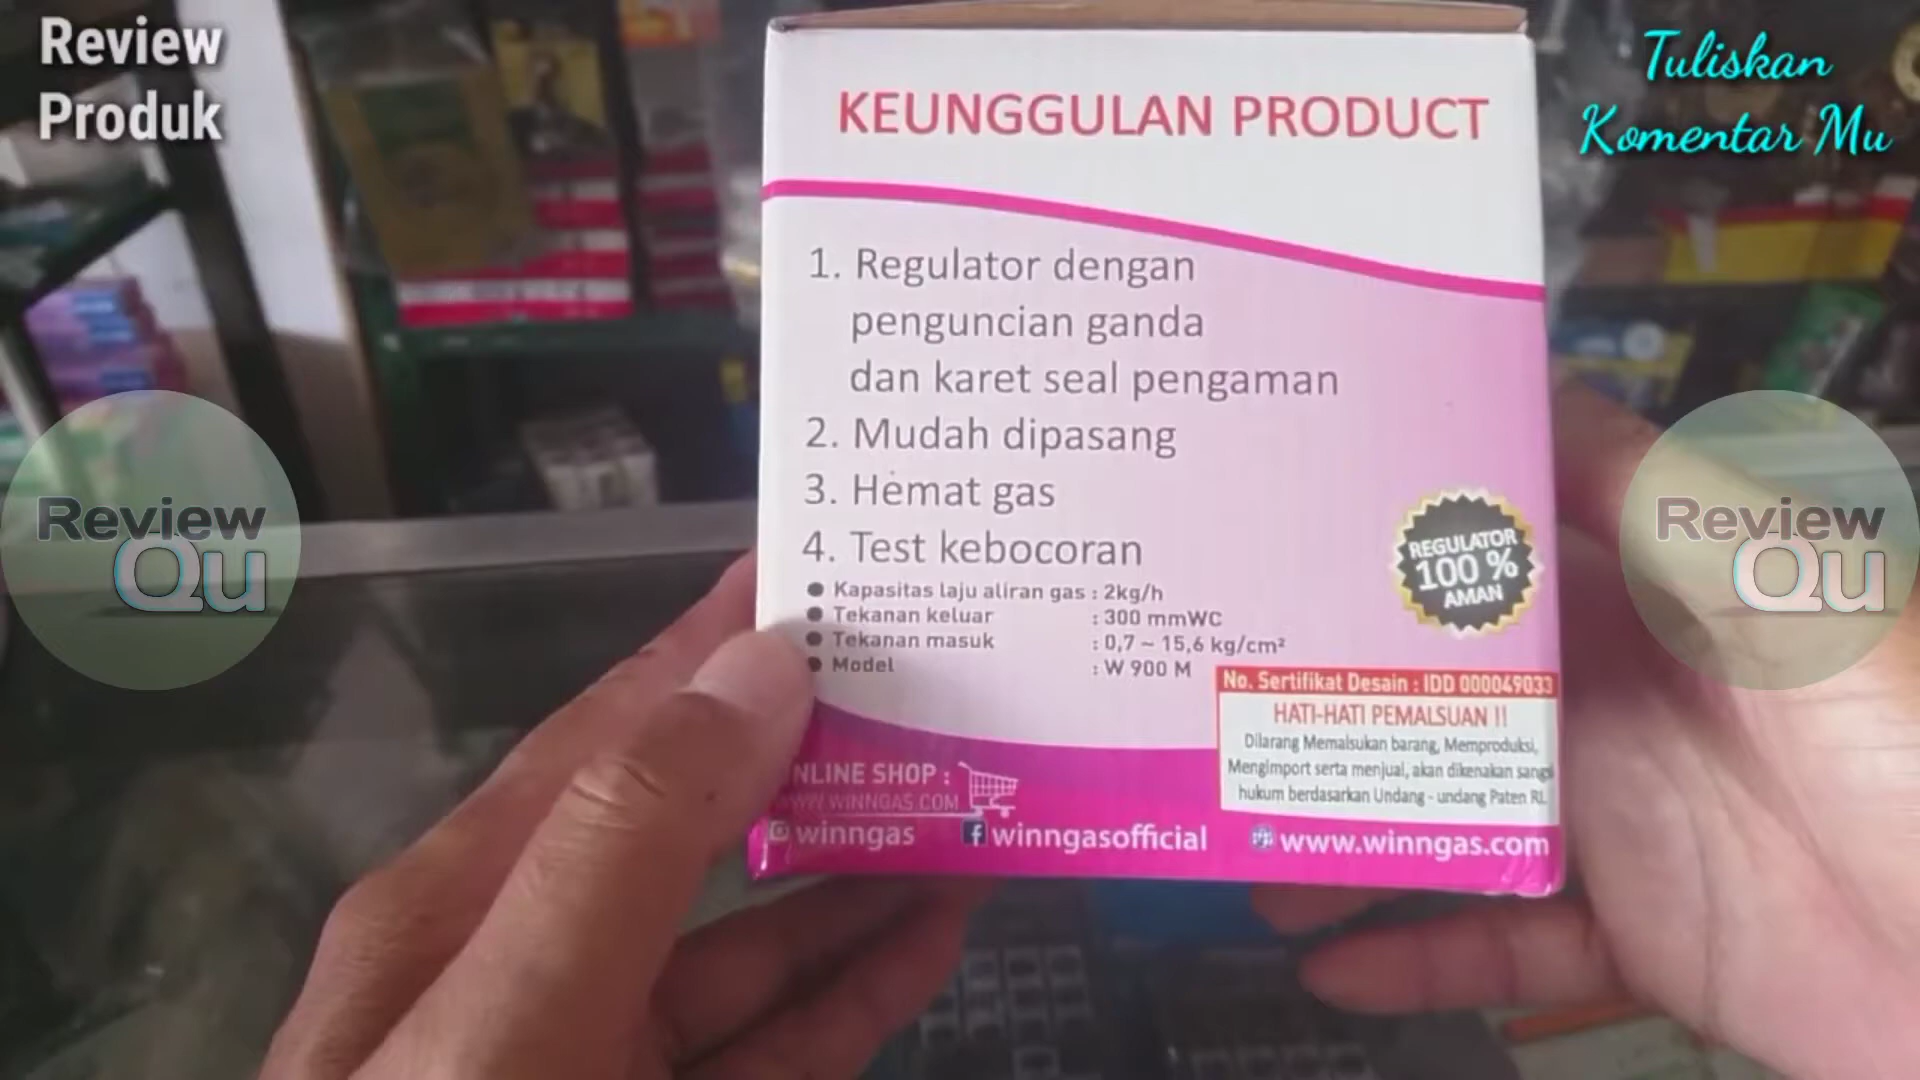 Review
Produk
Tuliskan
Komentar Mu
KEUNGGULAN PRODUCT
1. Regulator dengan
penguncian ganda
dan karet seal pengaman
2. Mudah dipasang
3. Hemat gas
4. Test kebocoran
● Kapasitas laju aliran gas : 2kg/h
● Tekanan keluar : 300 mmWC
● Tekanan masuk : 0,7 ~ 15,6 kg/cm²
● Model : W 900 M
REGULATOR
100 %
AMAN
No. Sertifikat Desain : IDD 000049033
HATI-HATI PEMALSUAN !!
Dilarang Memalsukan barang, Memproduksi,
Mengimport serta menjual, akan dikenakan sangsi
hukum berdasarkan Undang - undang Paten RI.
NLINE SHOP :
WWW.WINNGAS.COM
winngas
winngasofficial
www.winngas.com
Review
Qu
Review
Qu